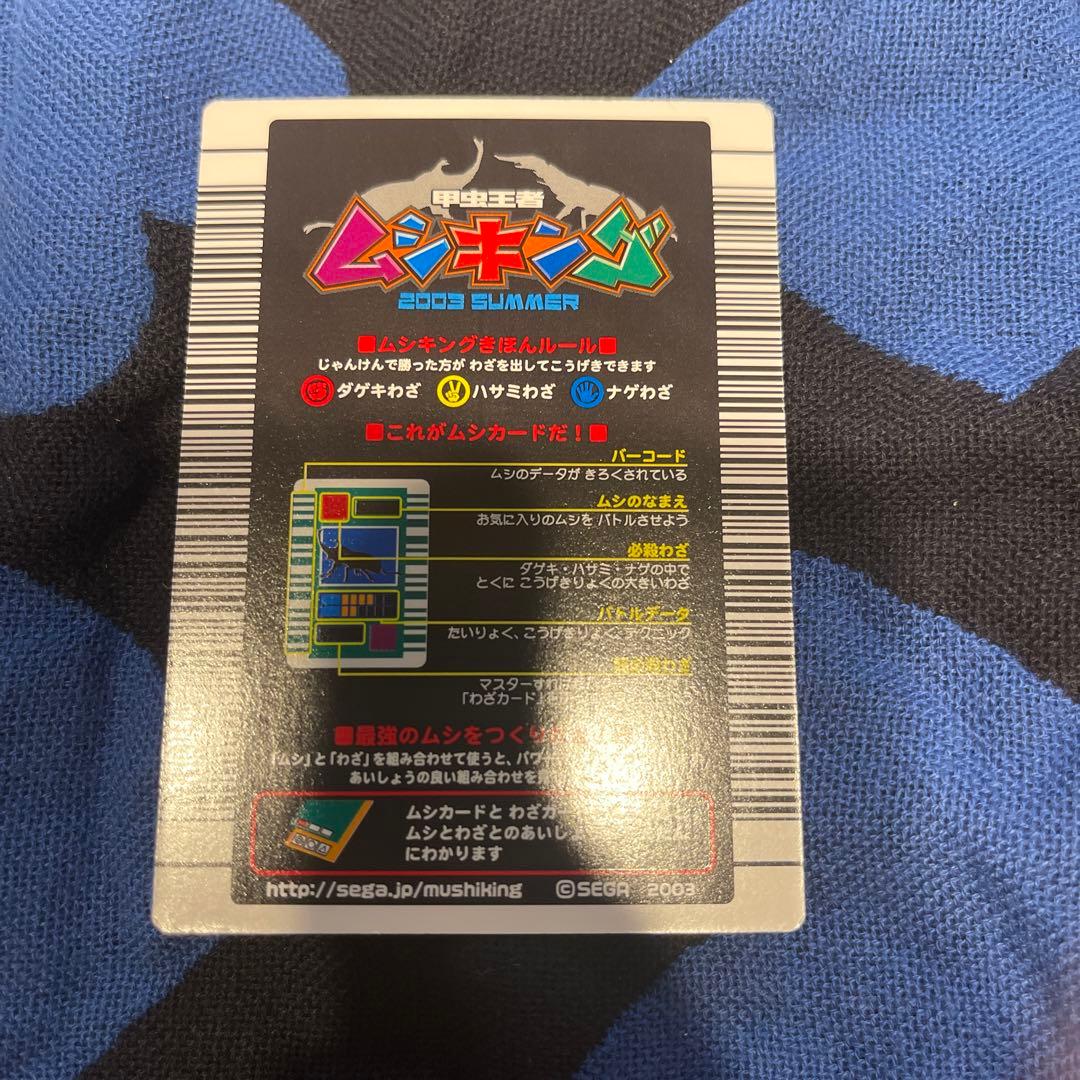 甲虫王者
ムシキング
2003 SUMMER
■ムシキングきほんルール■
じゃんけんで勝った方が わざを出してこうげきできます
ダゲキわざ ハサミわざ ナゲわざ
■これがムシカードだ！■
バーコード
ムシのデータが きろくされている
ムシのなまえ
お気に入りのムシを バトルさせよう
必殺わざ
ダゲキ・ハサミ・ナゲの中で
とくに こうげきりょくの大きいわざ
バトルデータ
たいりょく、こうげきりょく、テクニック
マスターすれば
「わざカード」
■最強のムシをつくり
「ムシ」と「わざ」を組み合わせて使うと、パワー
あいしょうの良い組み合わせを
ムシカードと わざカ
ムシとわざとのあいし
にわかります
http://sega.jp/mushiking ©SEGA 2003